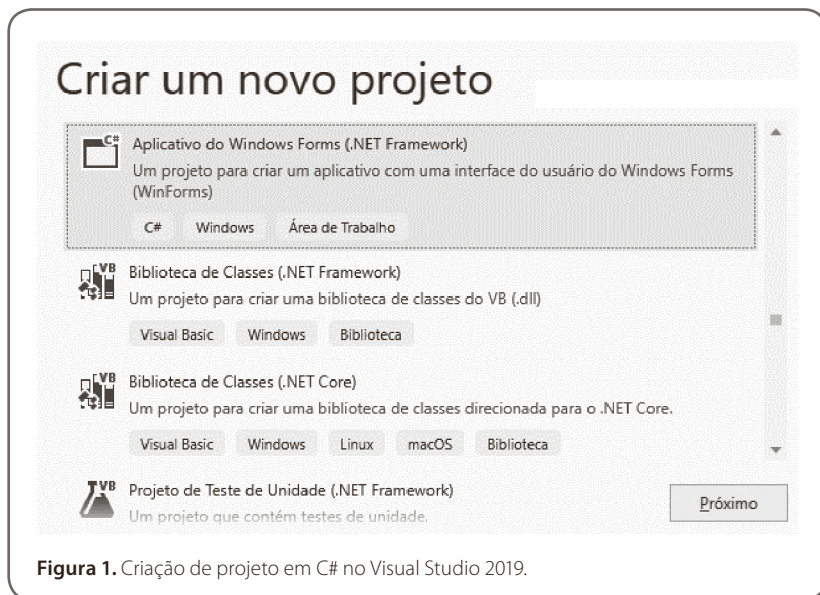 Criar um novo projeto
C#
Aplicativo do Windows Forms (.NET Framework)
Um projeto para criar um aplicativo com uma interface do usuário do Windows Forms
(WinForms)
C# Windows Área de Trabalho
VB
Biblioteca de Classes (.NET Framework)
Um projeto para criar uma biblioteca de classes do VB (.dll)
Visual Basic Windows Biblioteca
VB
Biblioteca de Classes (.NET Core)
Um projeto para criar uma biblioteca de classes direcionada para o .NET Core.
Visual Basic Windows Linux macOS Biblioteca
VB
Projeto de Teste de Unidade (.NET Framework)
Um projeto que contém testes de unidade.
Próximo
Figura 1. Criação de projeto em C# no Visual Studio 2019.